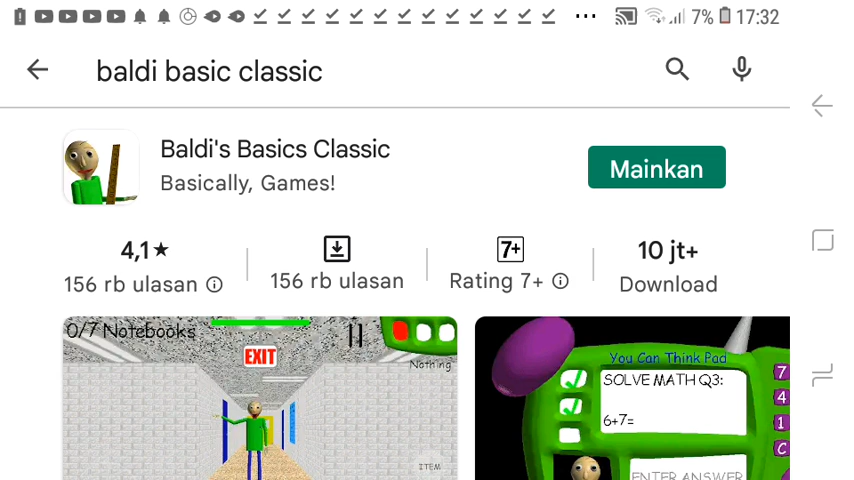 7% 17:32
baldi basic classic
Baldi's Basics Classic
Basically, Games!
Mainkan
4,1★
156 rb ulasan
156 rb ulasan
7+
Rating 7+
10 jt+
Download
0/7 Notebooks
EXIT
Nothing
ITEM
You Can Think Pad
SOLVE MATH Q3:
6+7=
ENTER ANSWER
7
4
1
C